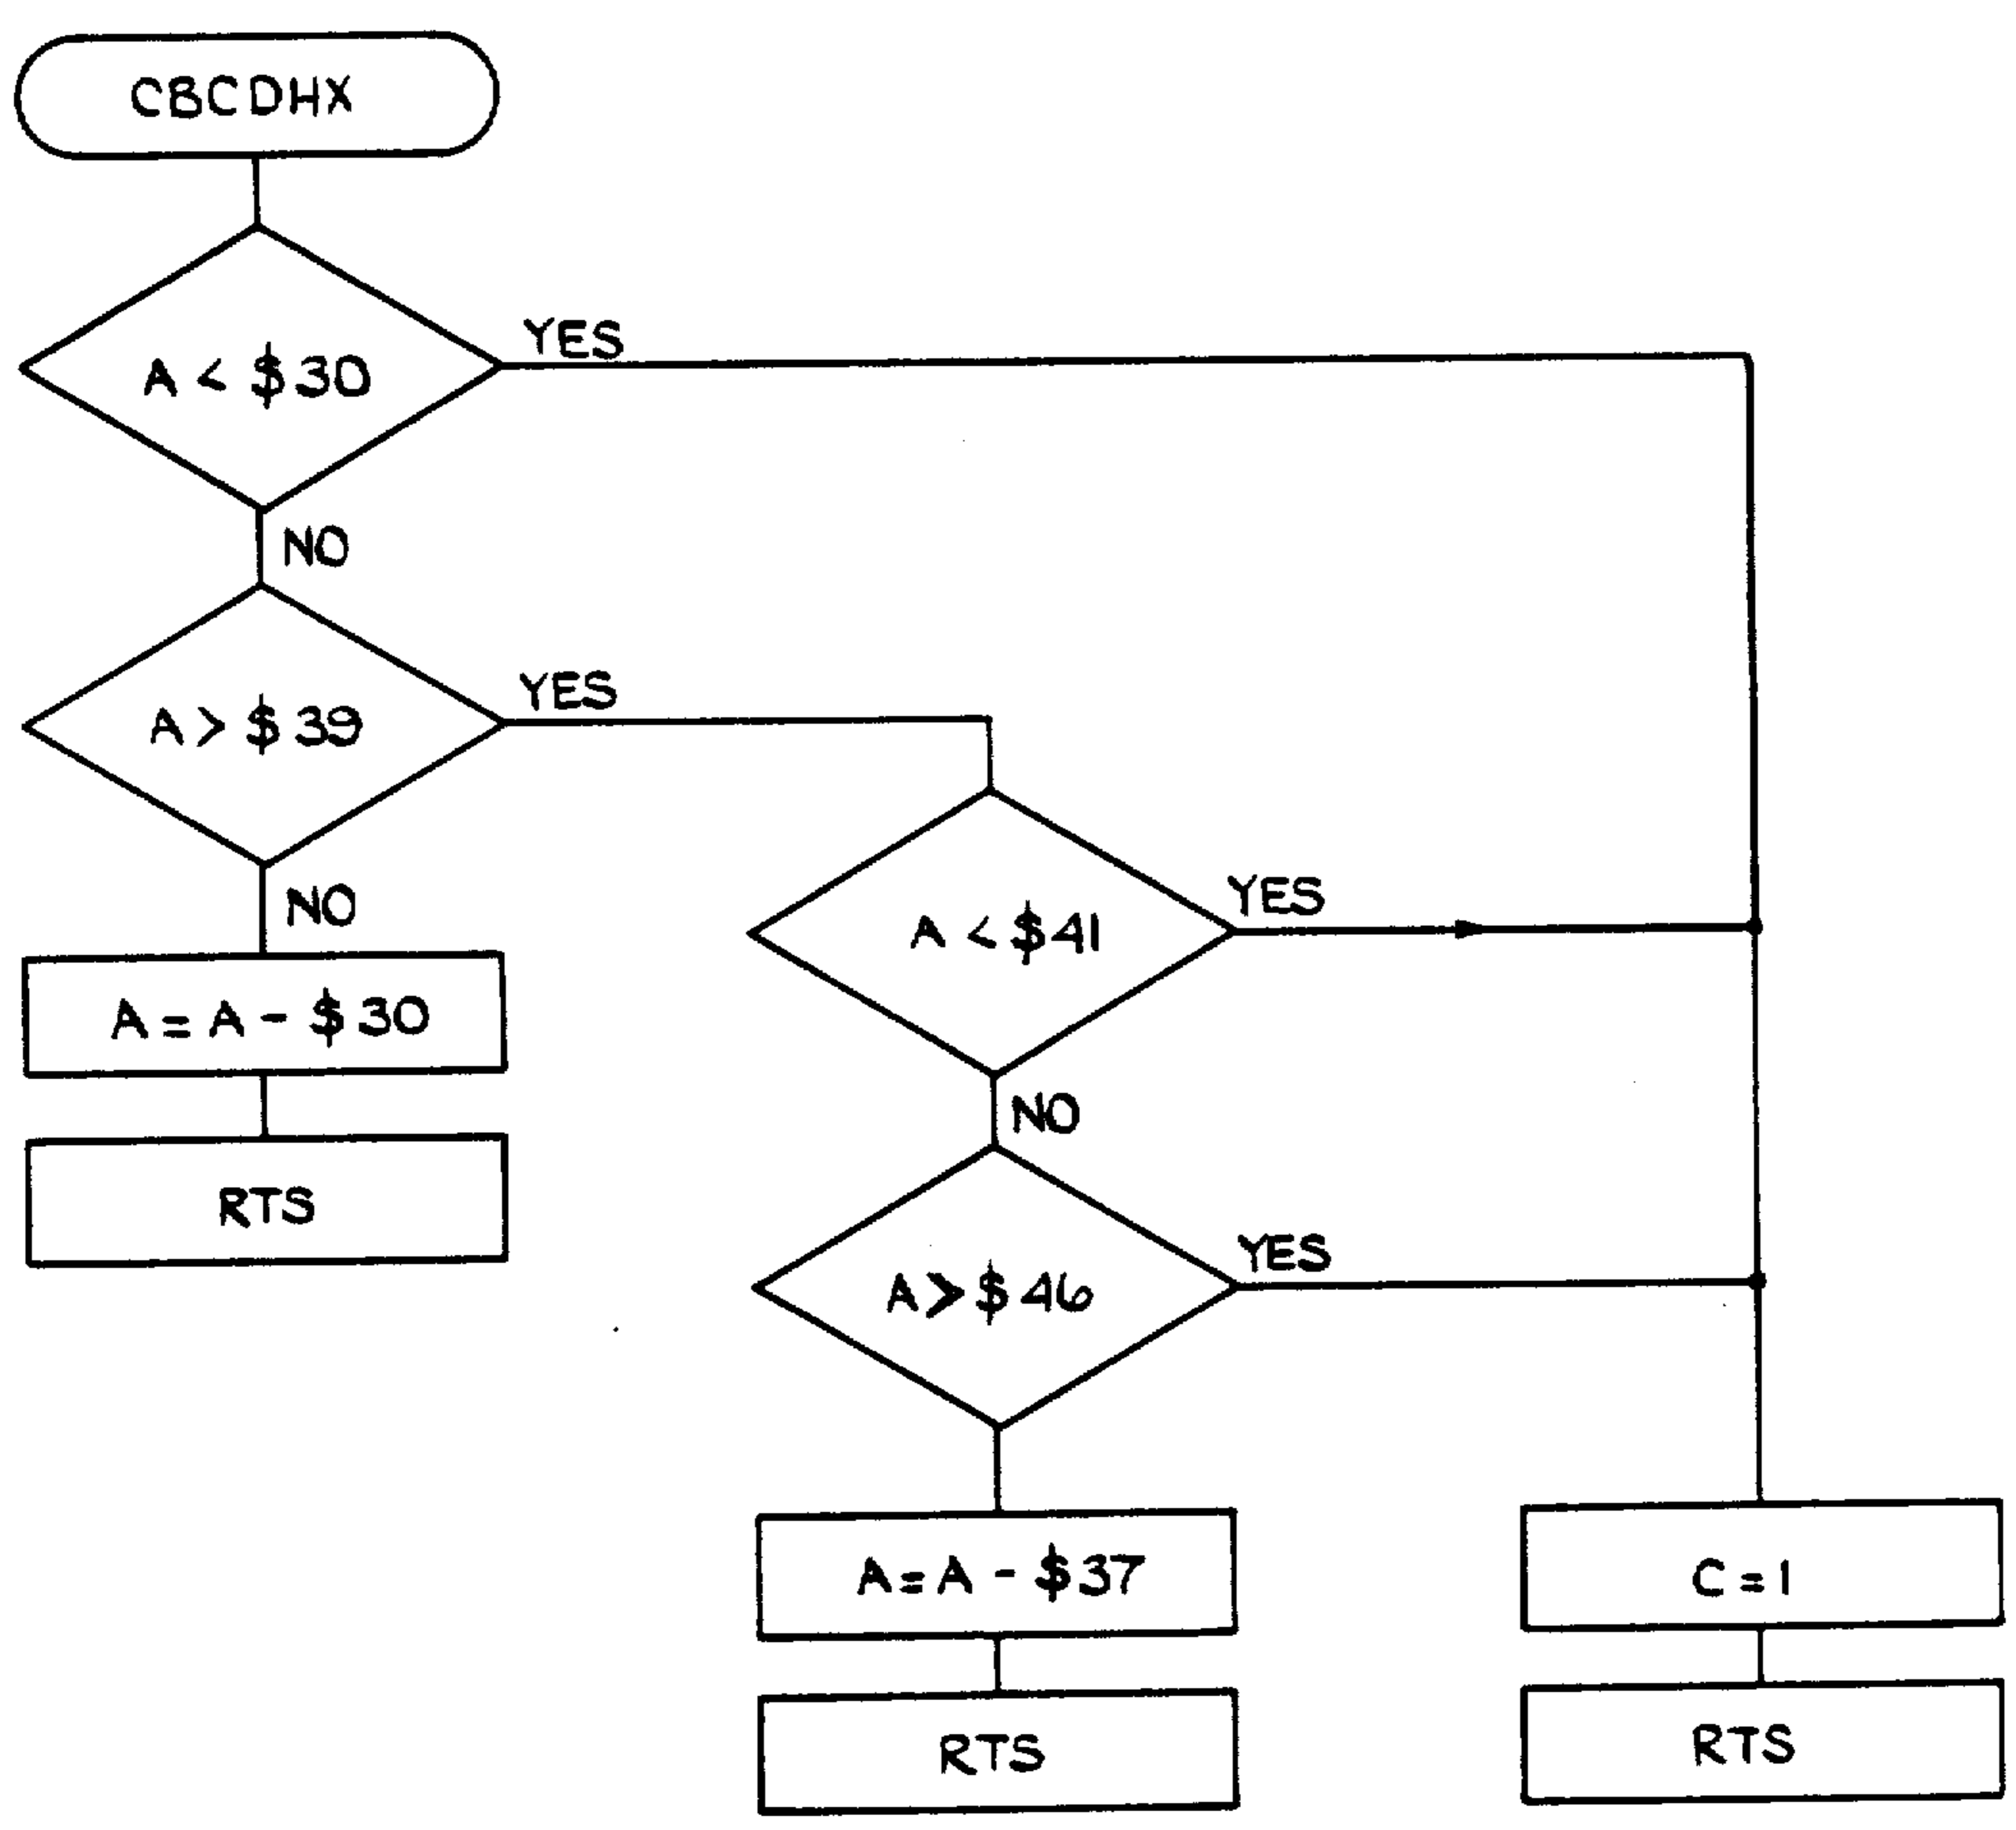 CBCDHX
A < $30
YES
NO
A > $39
YES
NO
A = A - $30
RTS
A < $41
YES
NO
A > $46
YES
A = A - $37
RTS
C = 1
RTS